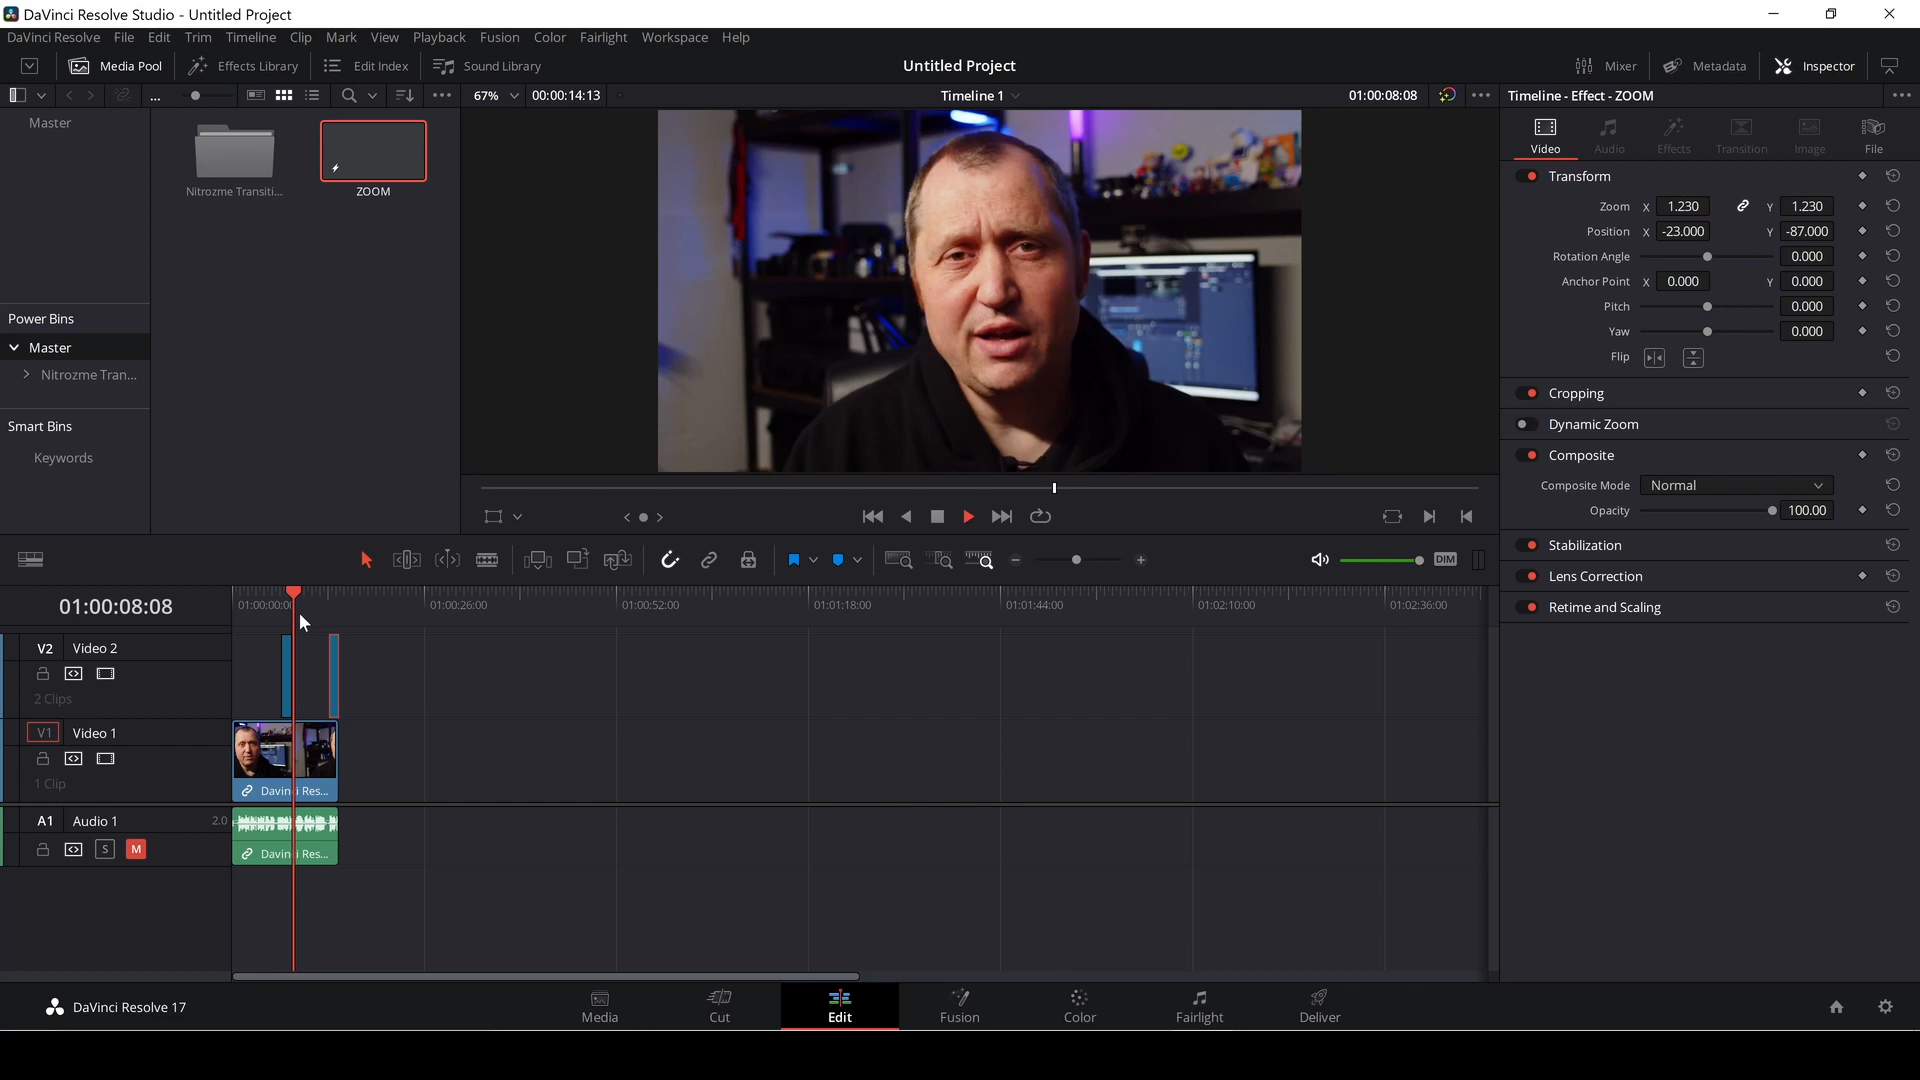 DaVinci Resolve Studio - Untitled Project
DaVinci Resolve File Edit Trim Timeline Clip Mark View Playback Fusion Color Fairlight Workspace Help
Media Pool Effects Library Edit Index Sound Library Untitled Project Mixer Metadata Inspector
... 67% 00:00:14:13 Timeline 1 01:00:08:08 Timeline - Effect - ZOOM
Master
Nitrozme Transiti...
ZOOM
Power Bins
Master
Nitrozme Tran...
Smart Bins
Keywords
Video Audio Effects Transition Image File
Transform
Zoom X 1.230 Y 1.230
Position X -23.000 Y -87.000
Rotation Angle 0.000
Anchor Point X 0.000 Y 0.000
Pitch 0.000
Yaw 0.000
Flip
Cropping
Dynamic Zoom
Composite
Composite Mode Normal
Opacity 100.00
Stabilization
Lens Correction
Retime and Scaling
DIM
01:00:08:08
01:00:00:00 01:00:26:00 01:00:52:00 01:01:18:00 01:01:44:00 01:02:10:00 01:02:36:00
V2 Video 2
2 Clips
V1 Video 1
1 Clip
Davinci Res...
A1 Audio 1 2.0
S M
Davinci Res...
DaVinci Resolve 17
Media Cut Edit Fusion Color Fairlight Deliver